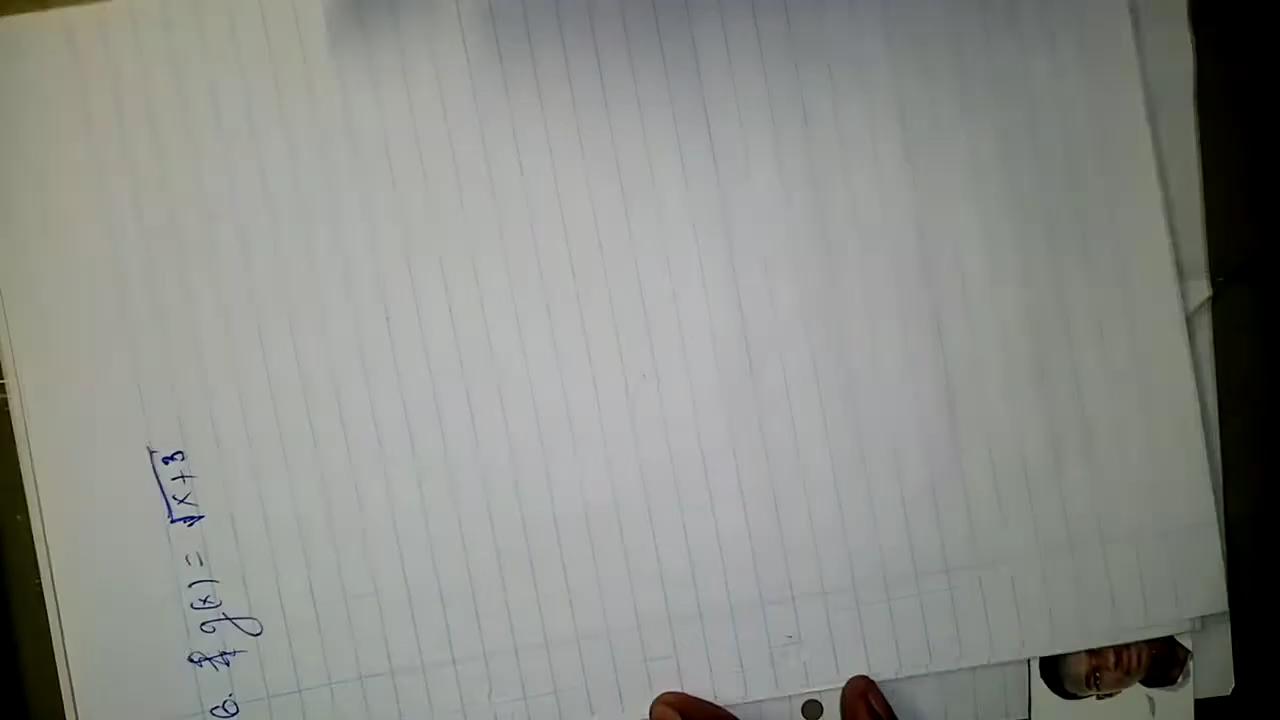 6. g(x) = √x+3